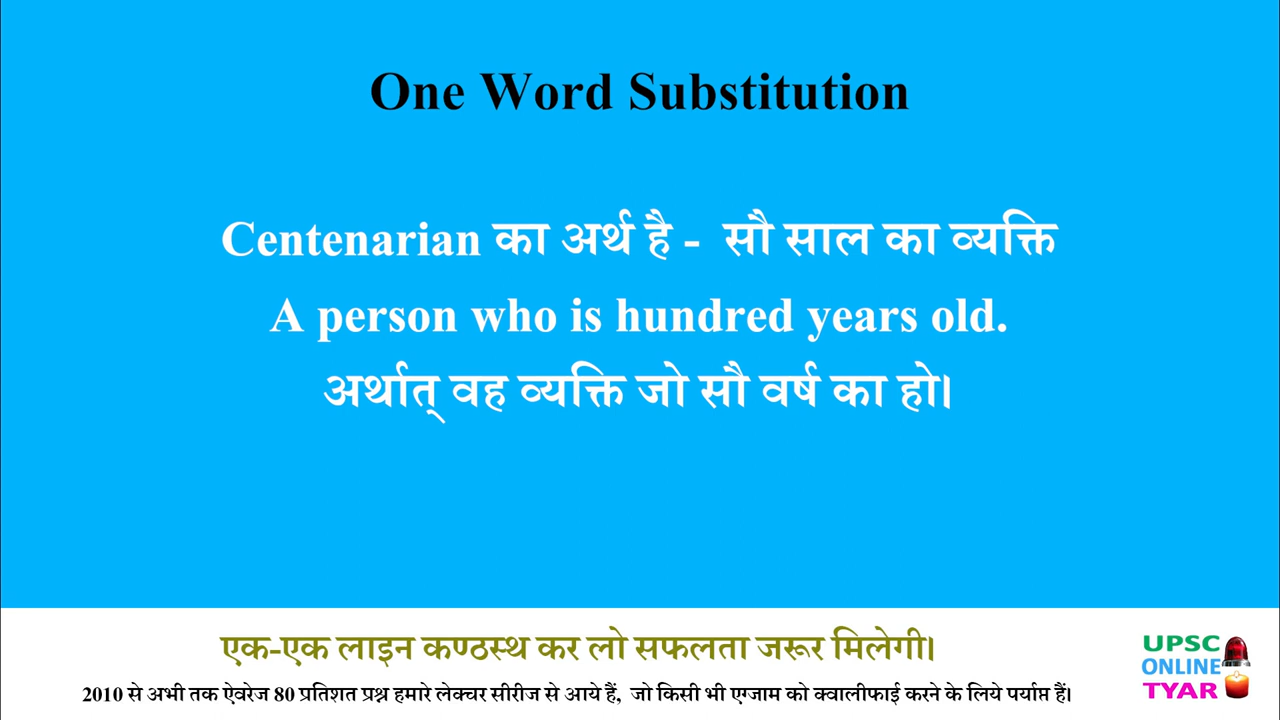 One Word Substitution
Centenarian का अर्थ है - सौ साल का व्यक्ति
A person who is hundred years old.
अर्थात् वह व्यक्ति जो सौ वर्ष का हो।
एक-एक लाइन कण्ठस्थ कर लो सफलता जरूर मिलेगी।
2010 से अभी तक ऐवरेज 80 प्रतिशत प्रश्न हमारे लेक्चर सीरीज से आये हैं, जो किसी भी एग्जाम को क्वालीफाई करने के लिये पर्याप्त हैं।
UPSC
ONLINE
TYAR